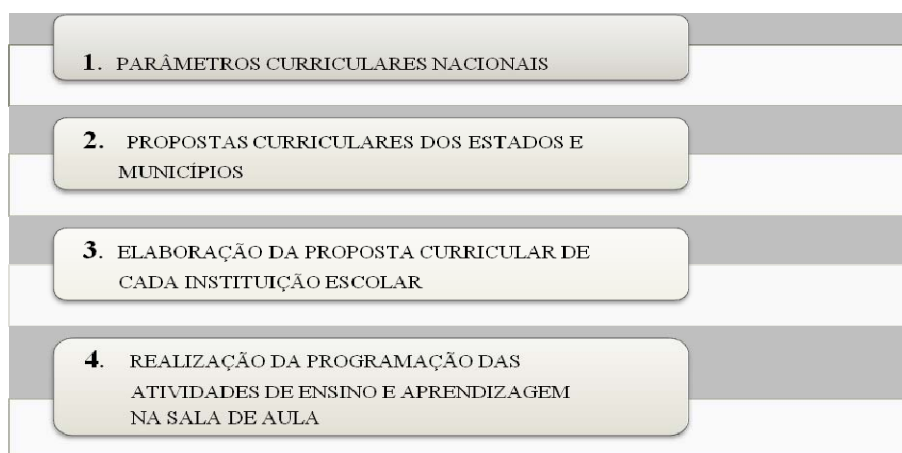 1. PARÂMETROS CURRICULARES NACIONAIS
2. PROPOSTAS CURRICULARES DOS ESTADOS E
MUNICÍPIOS
3. ELABORAÇÃO DA PROPOSTA CURRICULAR DE
CADA INSTITUIÇÃO ESCOLAR
4. REALIZAÇÃO DA PROGRAMAÇÃO DAS
ATIVIDADES DE ENSINO E APRENDIZAGEM
NA SALA DE AULA